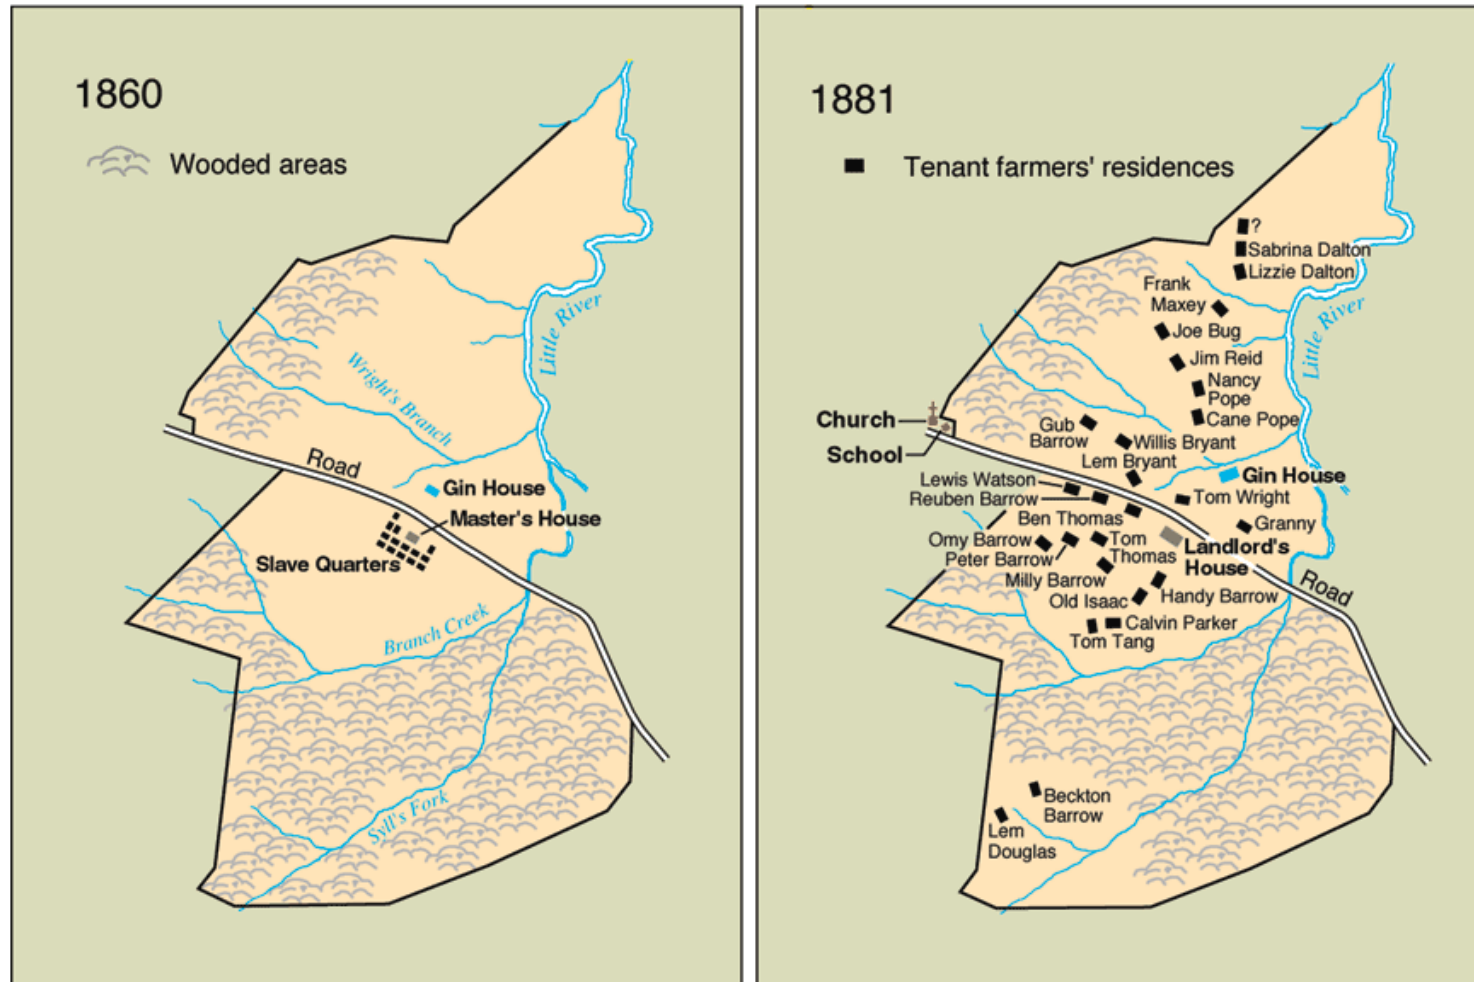 1860
Wooded areas
Little River
Wright's Branch
Road
Gin House
Master's House
Slave Quarters
Branch Creek
Syll's Fork
1881
Tenant farmers' residences
?
Sabrina Dalton
Lizzie Dalton
Frank
Maxey
Joe Bug
Little River
Jim Reid
Nancy
Pope
Cane Pope
Church
School
Gub
Barrow
Willis Bryant
Lem Bryant
Gin House
Lewis Watson
Reuben Barrow
Tom Wright
Ben Thomas
Granny
Omy Barrow
Tom
Thomas
Peter Barrow
Landlord's
House
Milly Barrow
Road
Old Isaac
Handy Barrow
Calvin Parker
Tom Tang
Beckton
Barrow
Lem
Douglas